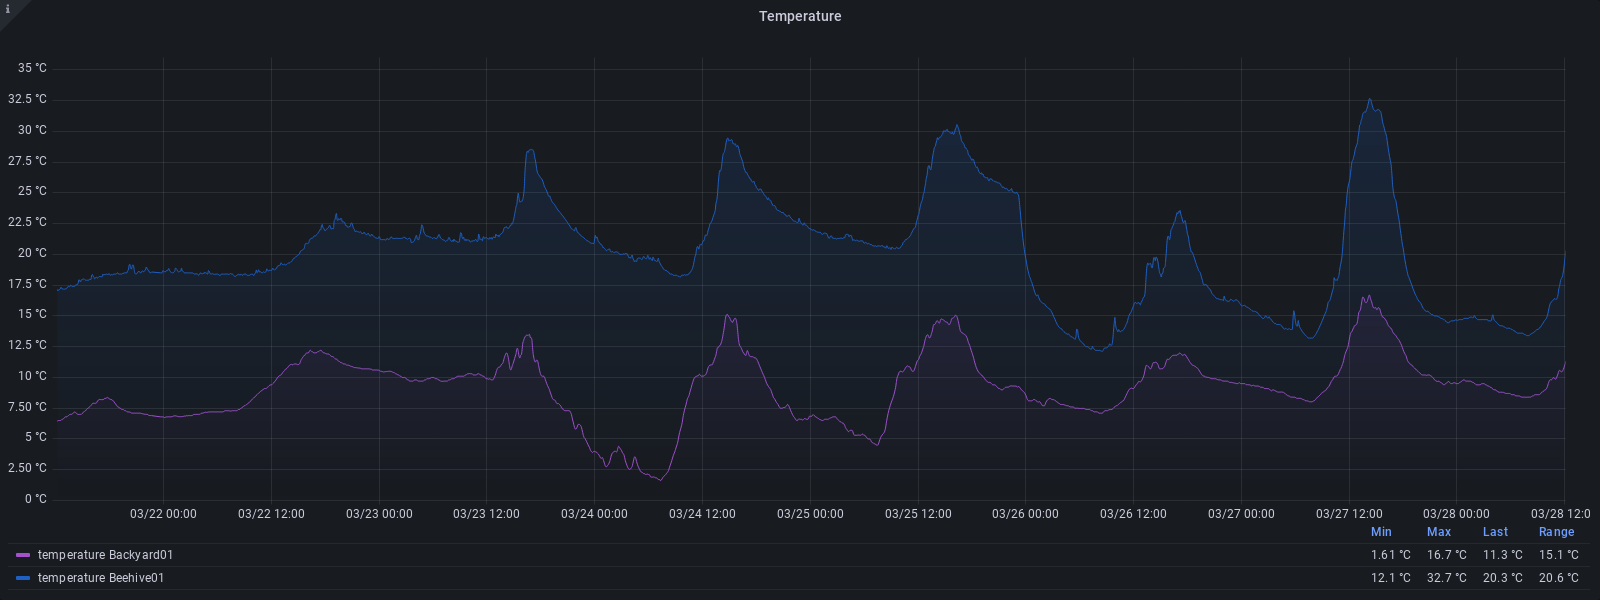 i
Temperature
35 °C
32.5 °C
30 °C
27.5 °C
25 °C
22.5 °C
20 °C
17.5 °C
15 °C
12.5 °C
10 °C
7.50 °C
5 °C
2.50 °C
0 °C
03/22 00:00 03/22 12:00 03/23 00:00 03/23 12:00 03/24 00:00 03/24 12:00 03/25 00:00 03/25 12:00 03/26 00:00 03/26 12:00 03/27 00:00 03/27 12:00 03/28 00:00 03/28 12:0
Min Max Last Range
temperature Backyard01 1.61 °C 16.7 °C 11.3 °C 15.1 °C
temperature Beehive01 12.1 °C 32.7 °C 20.3 °C 20.6 °C